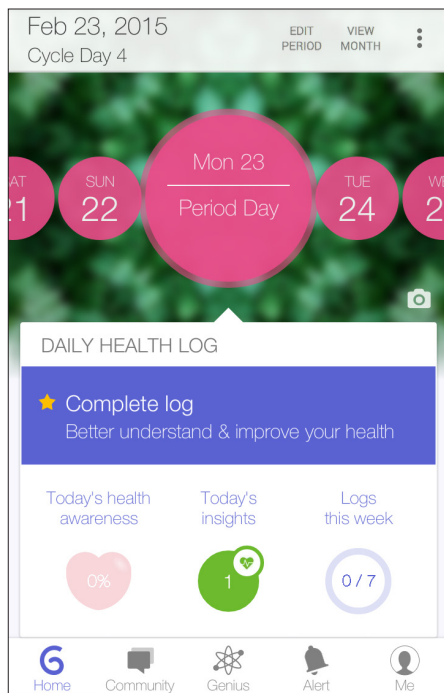 Feb 23, 2015
Cycle Day 4
EDIT
PERIOD
VIEW
MONTH
SUN
22
Mon 23
Period Day
TUE
24
DAILY HEALTH LOG
Complete log
Better understand & improve your health
Today's health
awareness
Today's
insights
Logs
this week
0%
1
0 / 7
Home
Community
Genius
Alert
Me